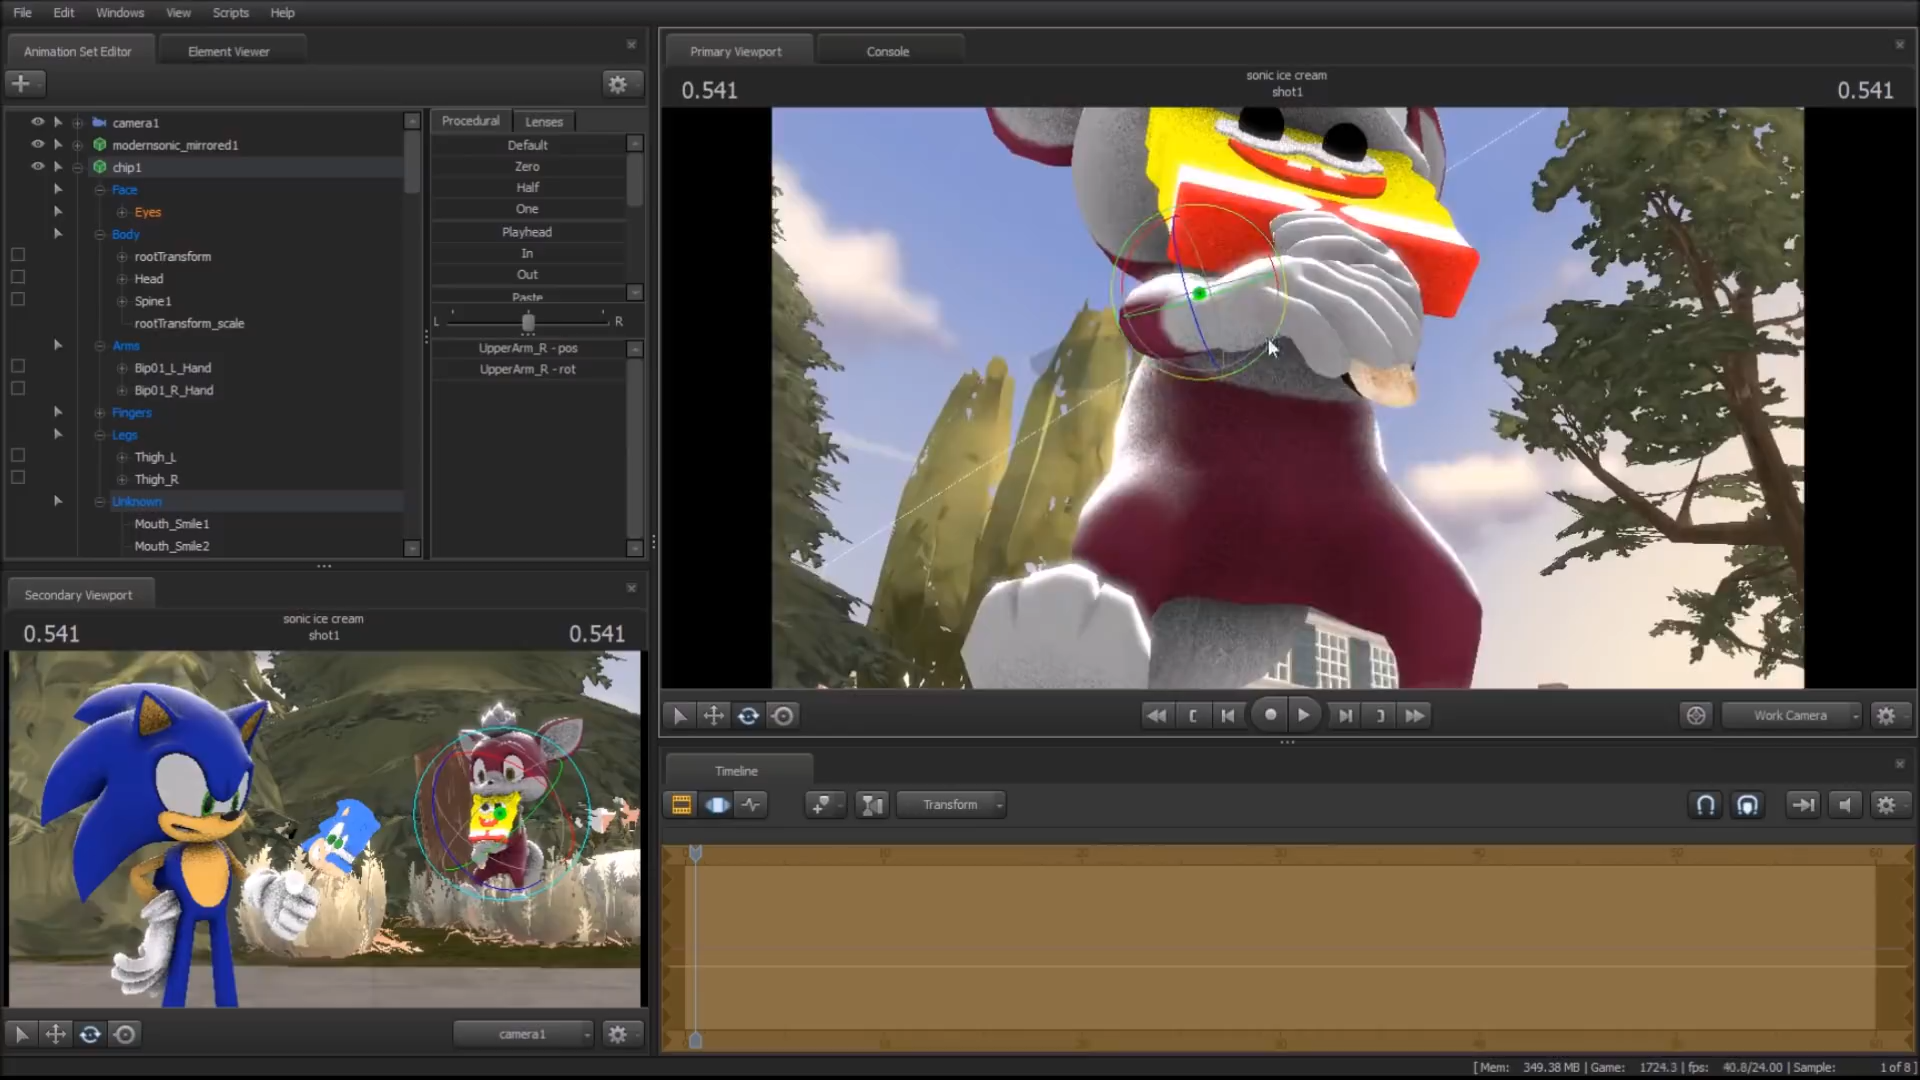 File Edit Windows View Scripts Help
Animation Set Editor Element Viewer
camera1
modernsonic_mirrored1
chip1
Face
Eyes
Body
rootTransform
Head
Spine1
rootTransform_scale
Arms
Bip01_L_Hand
Bip01_R_Hand
Fingers
Legs
Thigh_L
Thigh_R
Unknown
Mouth_Smile1
Mouth_Smile2
Procedural Lenses
Default
Zero
Half
One
Playhead
In
Out
Paste
L R
UpperArm_R - pos
UpperArm_R - rot
Primary Viewport Console
0.541 sonic ice cream 0.541
shot1
Work Camera
Secondary Viewport
sonic ice cream
0.541 shot1 0.541
camera1
Timeline
Transform
[ Mem: 349.38 MB | Game: 1724.3 | fps: 40.8/24.00 | Sample: 1 of 8 ]